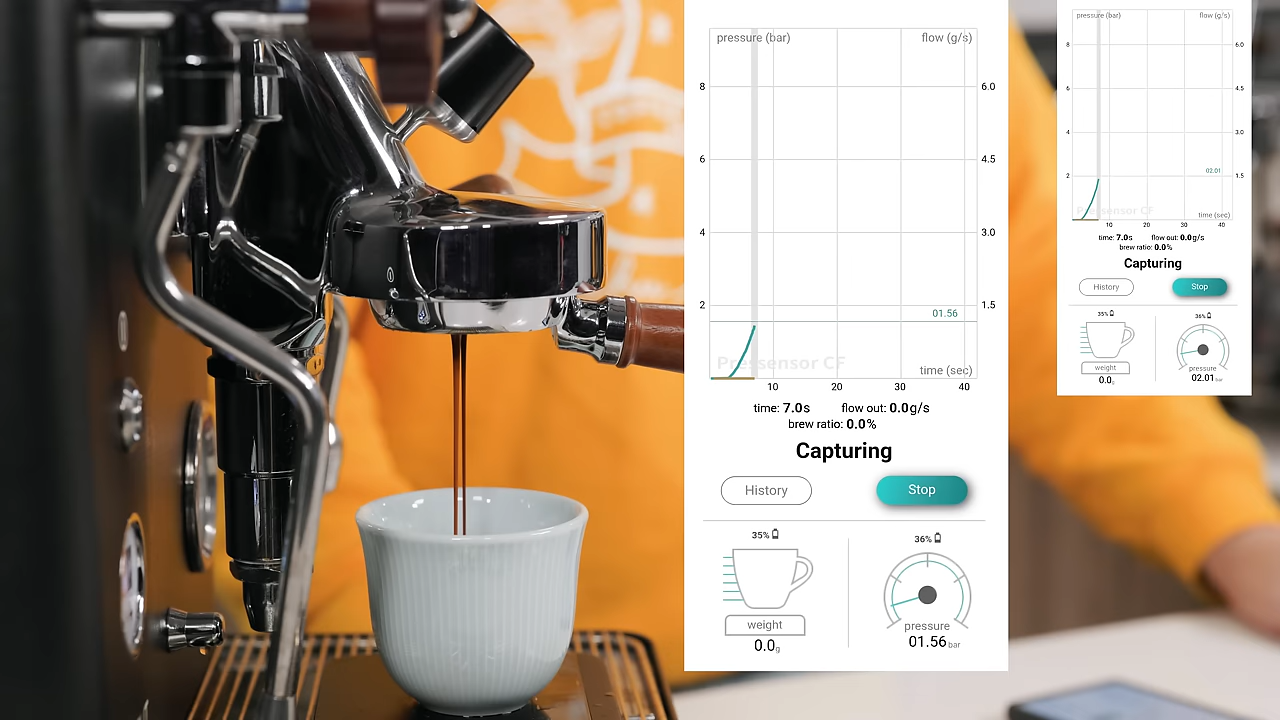 pressure (bar) flow (g/s)
8 6.0
6 4.5
4 3.0
2 1.5
01.56
Pressensor CF
time (sec)
10 20 30 40
time: 7.0s flow out: 0.0g/s
brew ratio: 0.0%
Capturing
History Stop
35% 36%
weight pressure
0.0g 01.56 bar
pressure (bar) flow (g/s)
8 6.0
6 4.5
4 3.0
2 1.5
02.01
Pressensor CF
time (sec)
10 20 30 40
time: 7.0s flow out: 0.0g/s
brew ratio: 0.0%
Capturing
History Stop
35% 36%
weight pressure
0.0g 02.01 bar